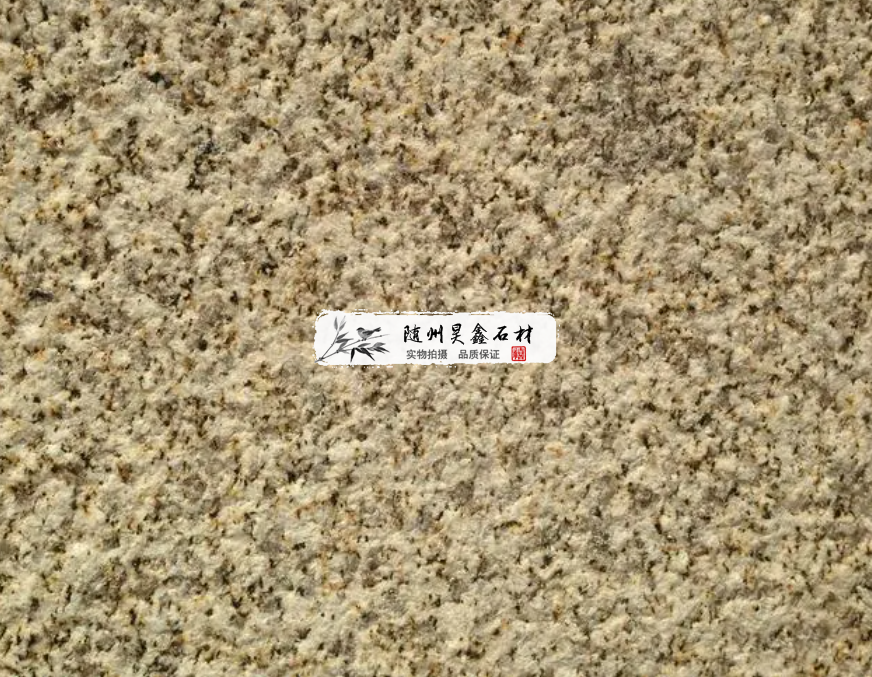 随州昊鑫石材
实物拍摄 品质保证